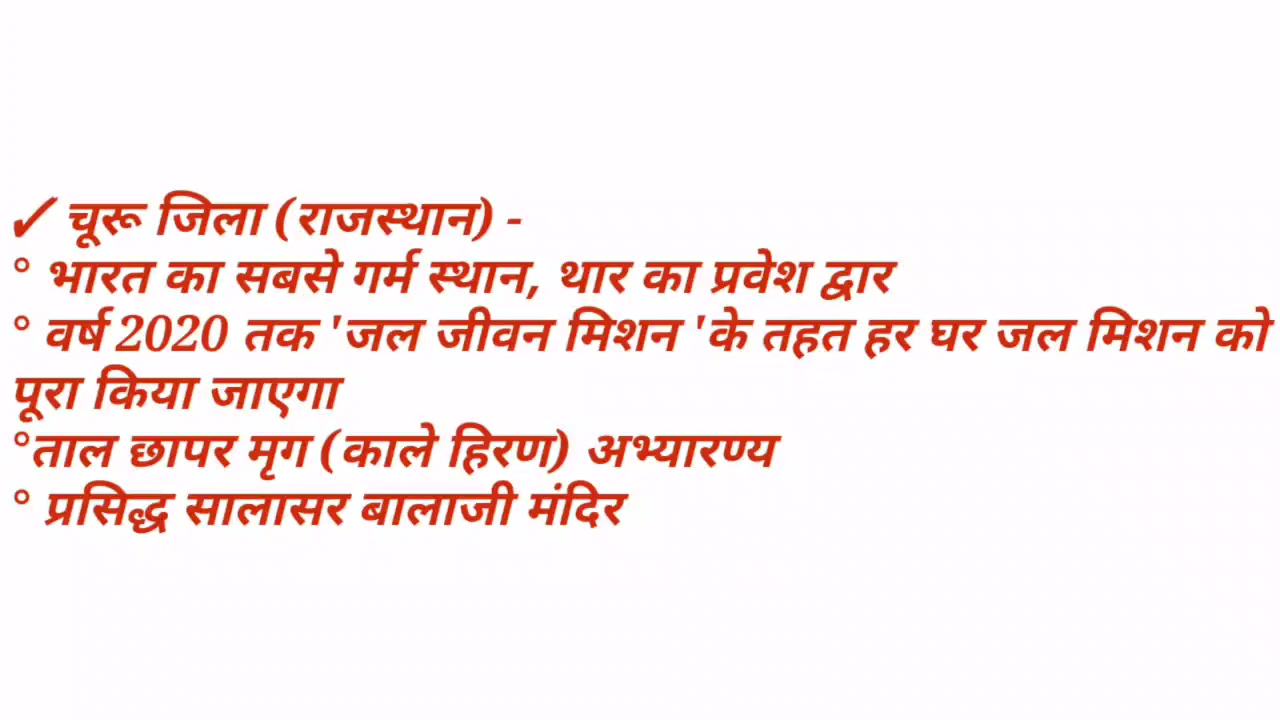 ✓ चूरू जिला (राजस्थान) -
° भारत का सबसे गर्म स्थान, थार का प्रवेश द्वार
° वर्ष 2020 तक 'जल जीवन मिशन 'के तहत हर घर जल मिशन को
पूरा किया जाएगा
°ताल छापर मृग (काले हिरण) अभ्यारण्य
° प्रसिद्ध सालासर बालाजी मंदिर